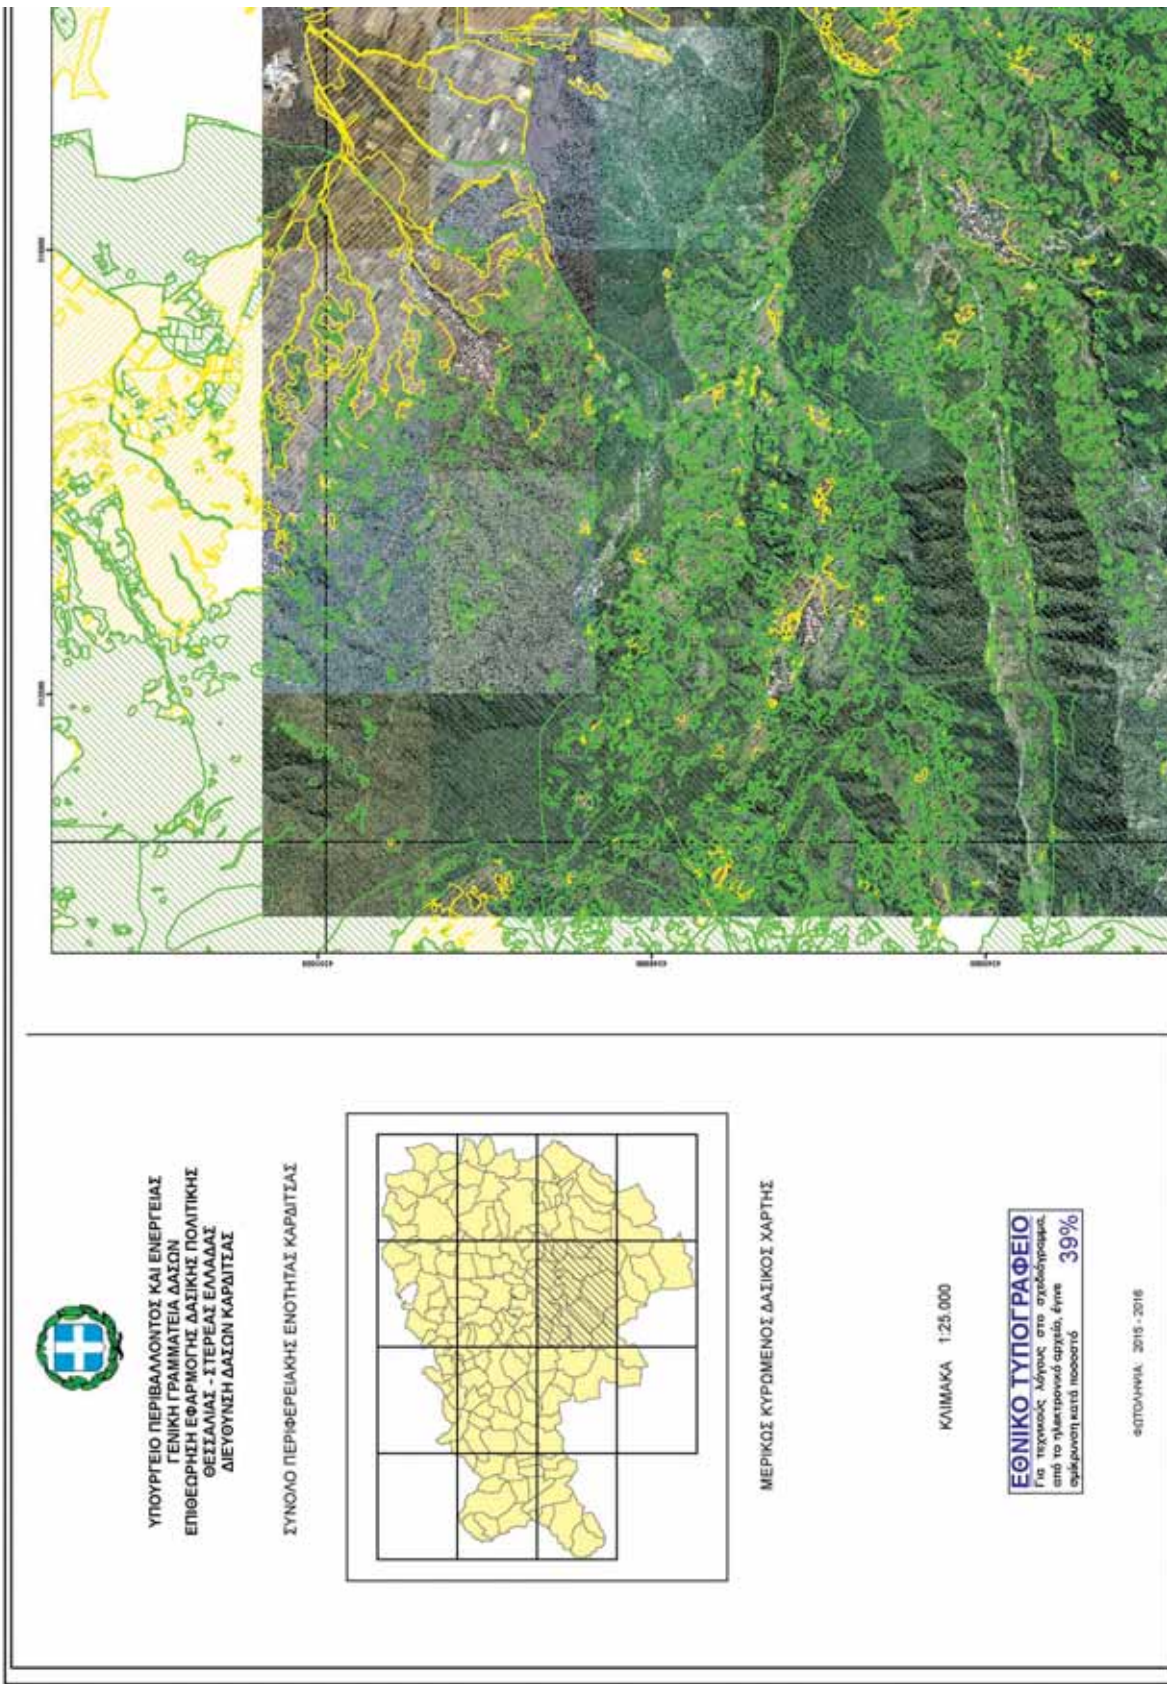 ΥΠΟΥΡΓΕΙΟ ΠΕΡΙΒΑΛΛΟΝΤΟΣ ΚΑΙ ΕΝΕΡΓΕΙΑΣ
ΓΕΝΙΚΗ ΓΡΑΜΜΑΤΕΙΑ ΔΑΣΩΝ
ΕΠΙΘΕΩΡΗΣΗ ΕΦΑΡΜΟΓΗΣ ΔΑΣΙΚΗΣ ΠΟΛΙΤΙΚΗΣ
ΘΕΣΣΑΛΙΑΣ - ΣΤΕΡΕΑΣ ΕΛΛΑΔΑΣ
ΔΙΕΥΘΥΝΣΗ ΔΑΣΩΝ ΚΑΡΔΙΤΣΑΣ
ΣΥΝΟΛΟ ΠΕΡΙΦΕΡΕΙΑΚΗΣ ΕΝΟΤΗΤΑΣ ΚΑΡΔΙΤΣΑΣ
ΜΕΡΙΚΩΣ ΚΥΡΩΜΕΝΟΣ ΔΑΣΙΚΟΣ ΧΑΡΤΗΣ
ΚΛΙΜΑΚΑ 1:25.000
ΕΘΝΙΚΟ ΤΥΠΟΓΡΑΦΕΙΟ
Για τεχνικούς λόγους στο σχεδιάγραμμα,
από το ηλεκτρονικό αρχείο, έγινε
σμίκρυνση κατά ποσοστό 39%
ΦΩΤΟΛΗΨΙΑ: 2015 - 2016